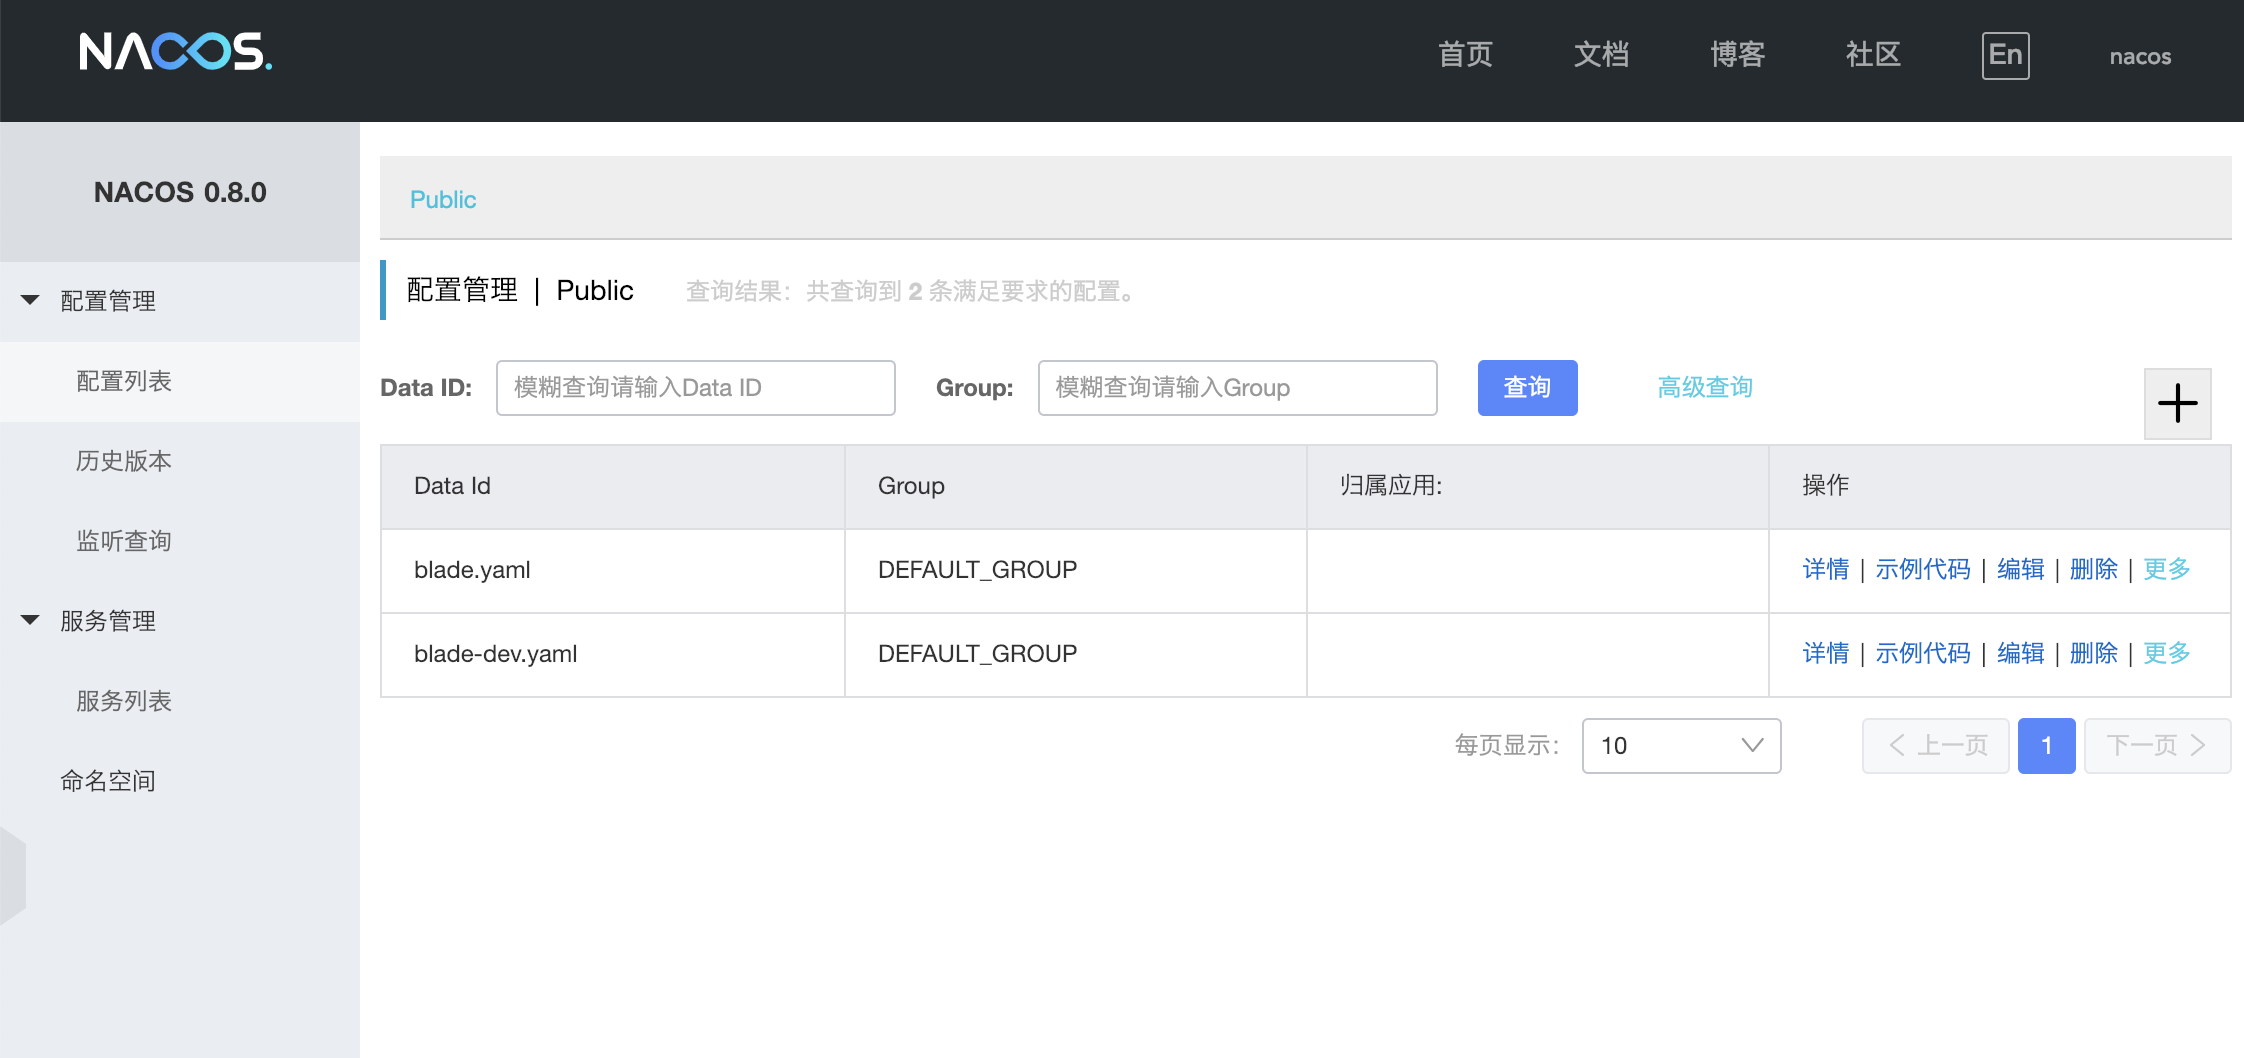 NACOS.
首页 文档 博客 社区 En nacos
NACOS 0.8.0
配置管理
配置列表
历史版本
监听查询
服务管理
服务列表
命名空间
Public
配置管理 | Public 查询结果：共查询到 2 条满足要求的配置。
Data ID: 模糊查询请输入Data ID Group: 模糊查询请输入Group 查询 高级查询
Data Id Group 归属应用: 操作
blade.yaml DEFAULT_GROUP 详情 | 示例代码 | 编辑 | 删除 | 更多
blade-dev.yaml DEFAULT_GROUP 详情 | 示例代码 | 编辑 | 删除 | 更多
每页显示： 10 上一页 1 下一页